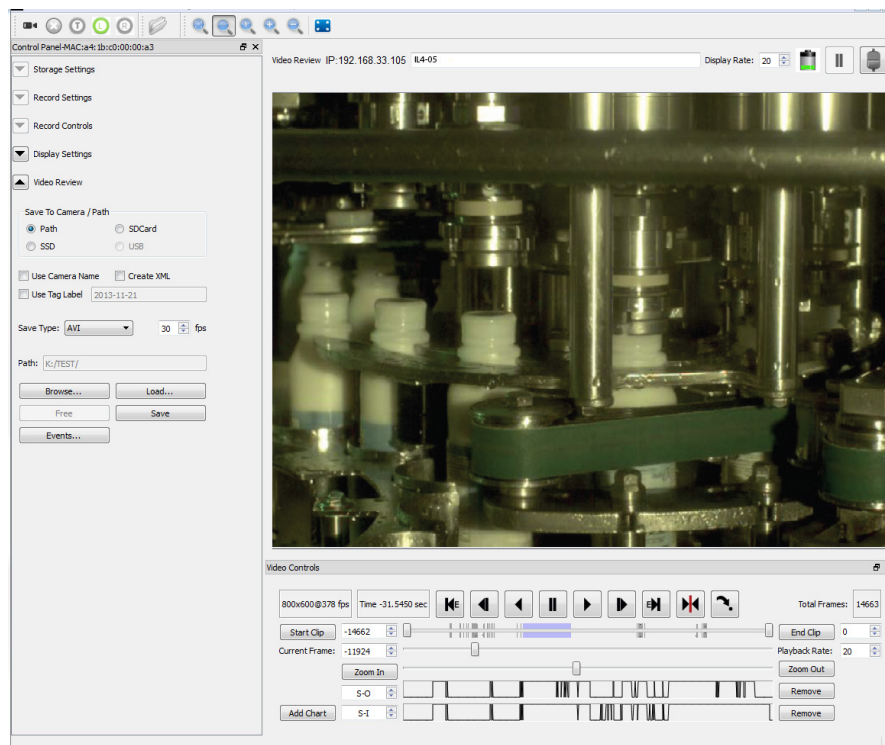 T
L
R
Control Panel-MAC:a4:1b:c0:00:00:a3
Storage Settings
Record Settings
Record Controls
Display Settings
Video Review
Save To Camera / Path
Path SDCard
SSD USB
Use Camera Name Create XML
Use Tag Label 2013-11-21
Save Type: AVI 30 fps
Path: K:/TEST/
Browse... Load...
Free Save
Events...
Video Review IP:192.168.33.105 IL4-05 Display Rate: 20
Video Controls
800x600@378 fps Time -31.5450 sec E E Total Frames: 14663
Start Clip -14662 End Clip 0
Current Frame: -11924 Playback Rate: 20
Zoom In Zoom Out
S-O Remove
Add Chart S-I Remove